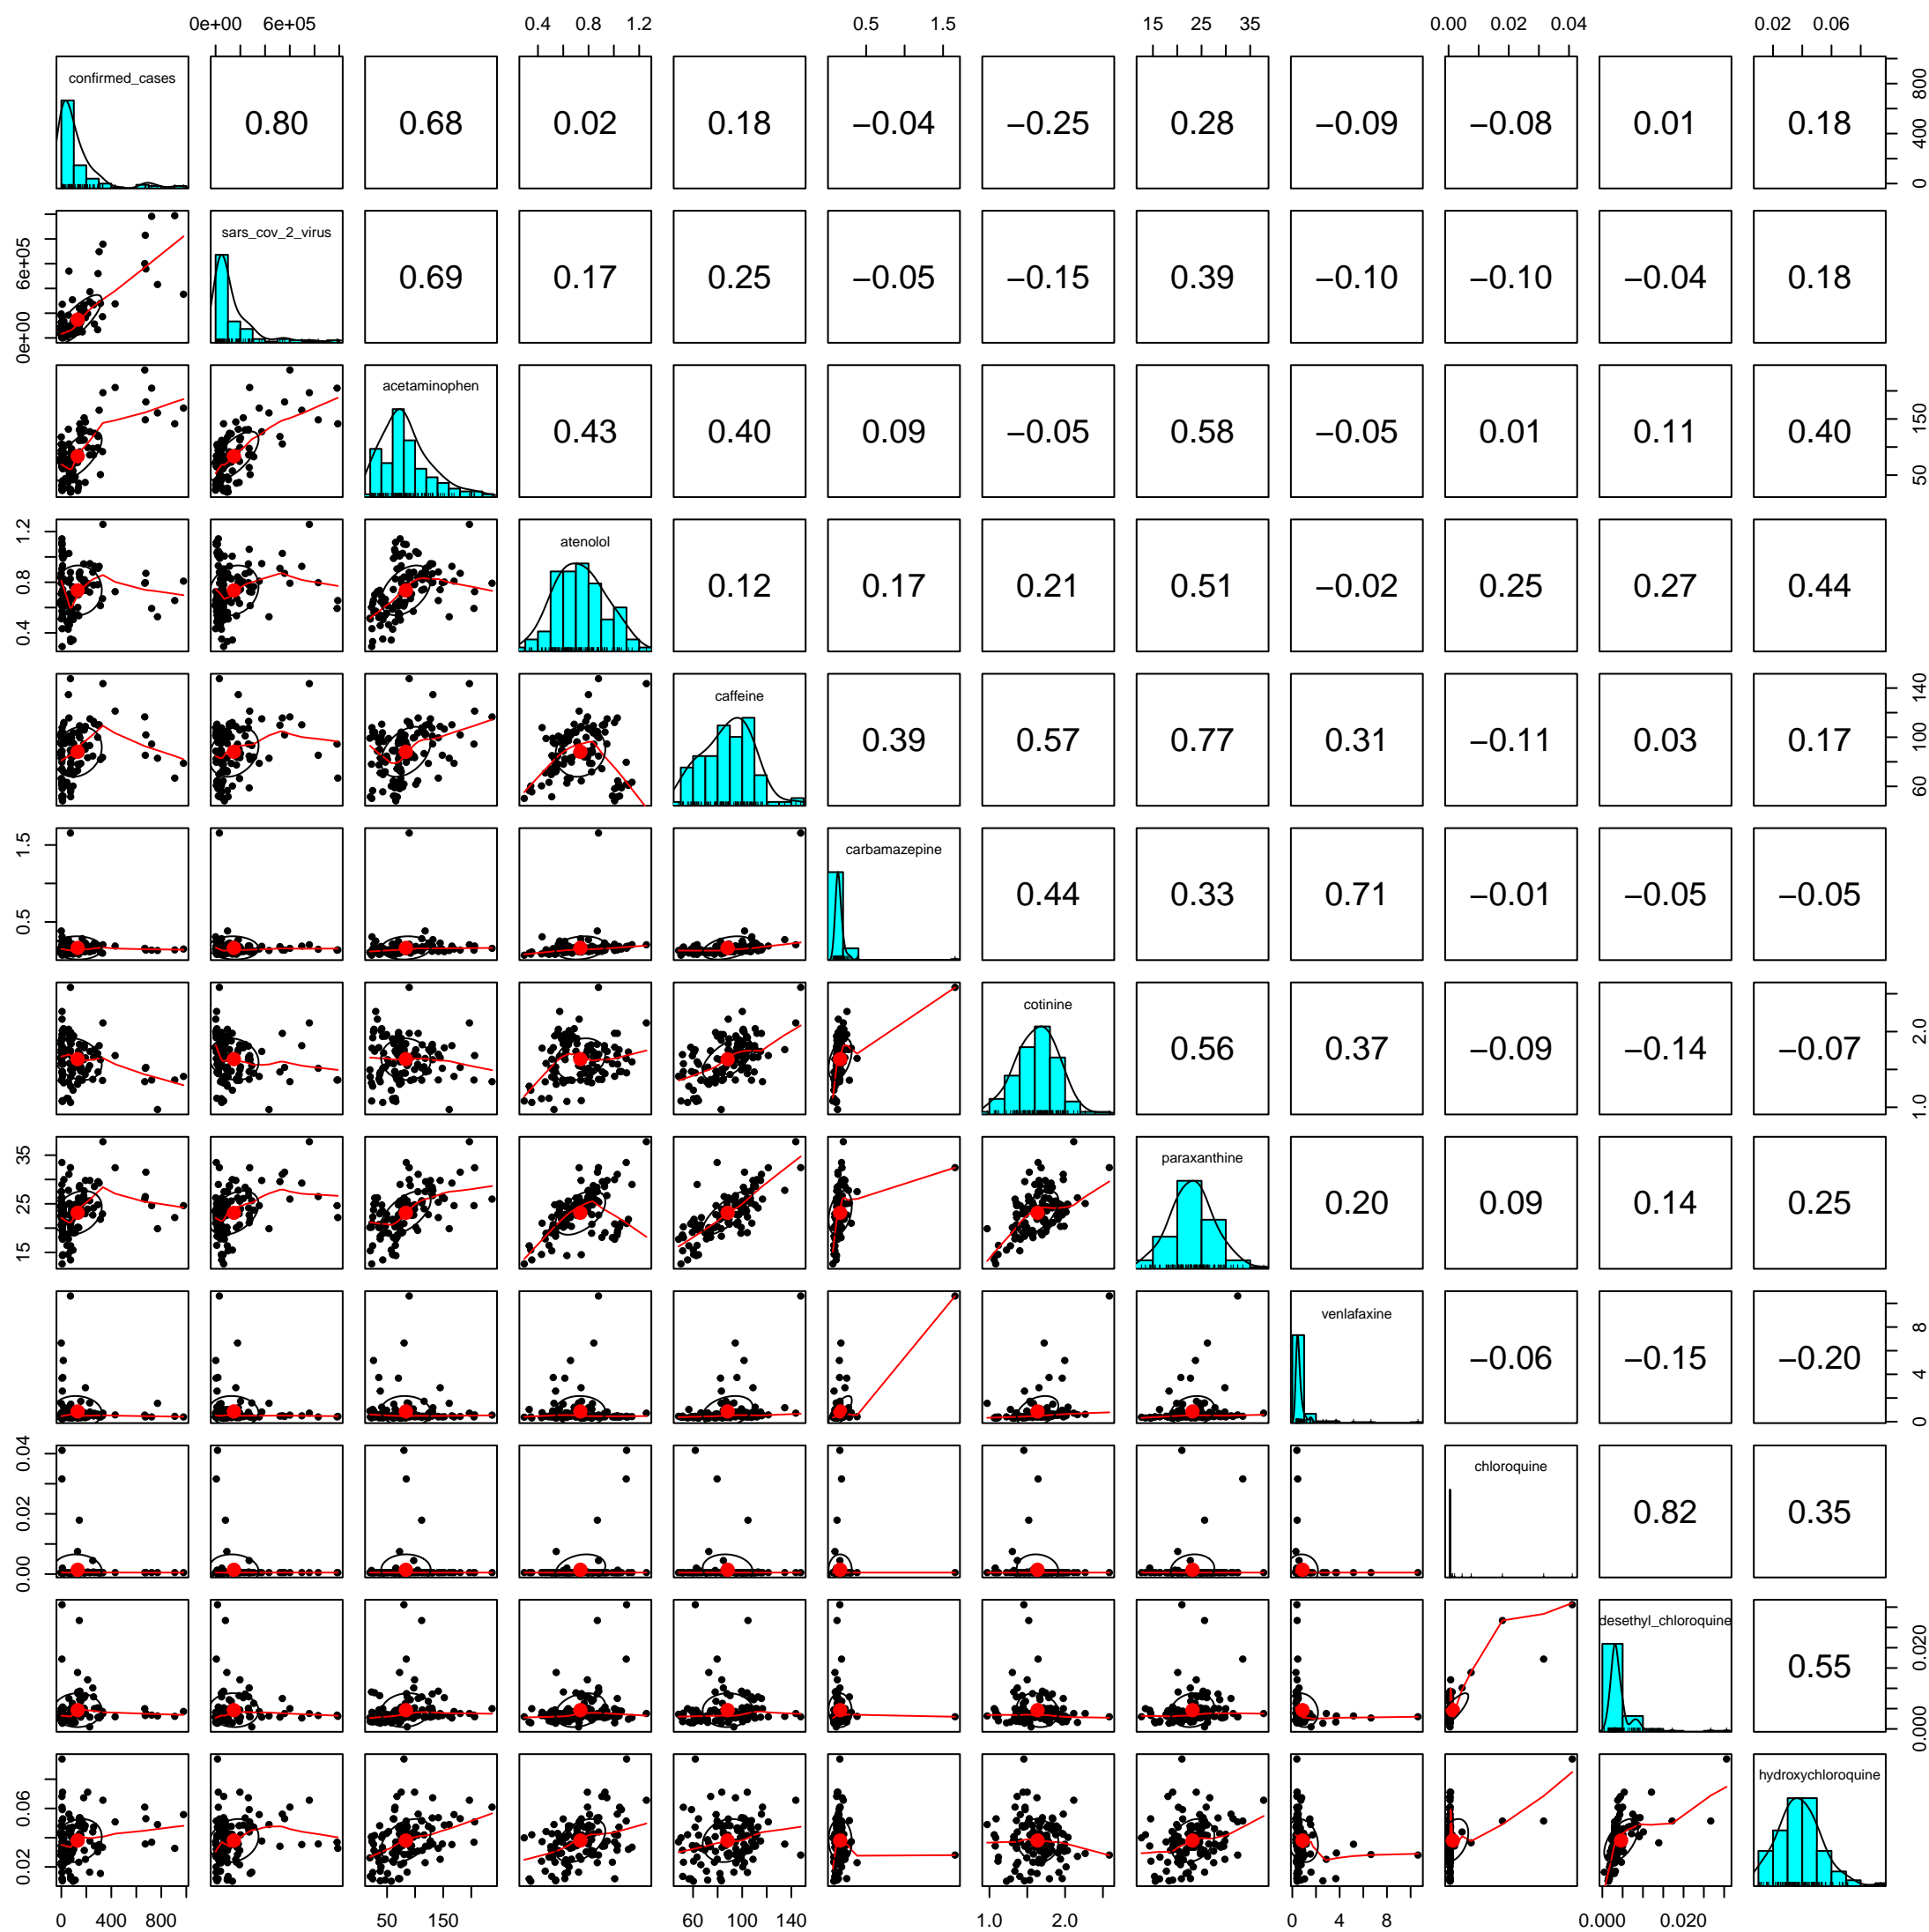 0e+00 6e+05 0.4 0.8 1.2 0.5 1.5 15 25 35 0.00 0.02 0.04 0.02 0.06
confirmed_cases 0.80 0.68 0.02 0.18 −0.04 −0.25 0.28 −0.09 −0.08 0.01 0.18 0 400 800
0e+00 6e+05 sars_cov_2_virus 0.69 0.17 0.25 −0.05 −0.15 0.39 −0.10 −0.10 −0.04 0.18
acetaminophen 0.43 0.40 0.09 −0.05 0.58 −0.05 0.01 0.11 0.40 50 150
0.4 0.8 1.2 atenolol 0.12 0.17 0.21 0.51 −0.02 0.25 0.27 0.44
caffeine 0.39 0.57 0.77 0.31 −0.11 0.03 0.17 60 100 140
0.5 1.5 carbamazepine 0.44 0.33 0.71 −0.01 −0.05 −0.05
cotinine 0.56 0.37 −0.09 −0.14 −0.07 1.0 2.0
15 25 35 paraxanthine 0.20 0.09 0.14 0.25
venlafaxine −0.06 −0.15 −0.20 0 4 8
0.00 0.02 0.04 chloroquine 0.82 0.35
desethyl_chloroquine 0.55 0.000 0.020
0.02 0.06 hydroxychloroquine
0 400 800 50 150 60 100 140 1.0 2.0 0 4 8 0.000 0.020